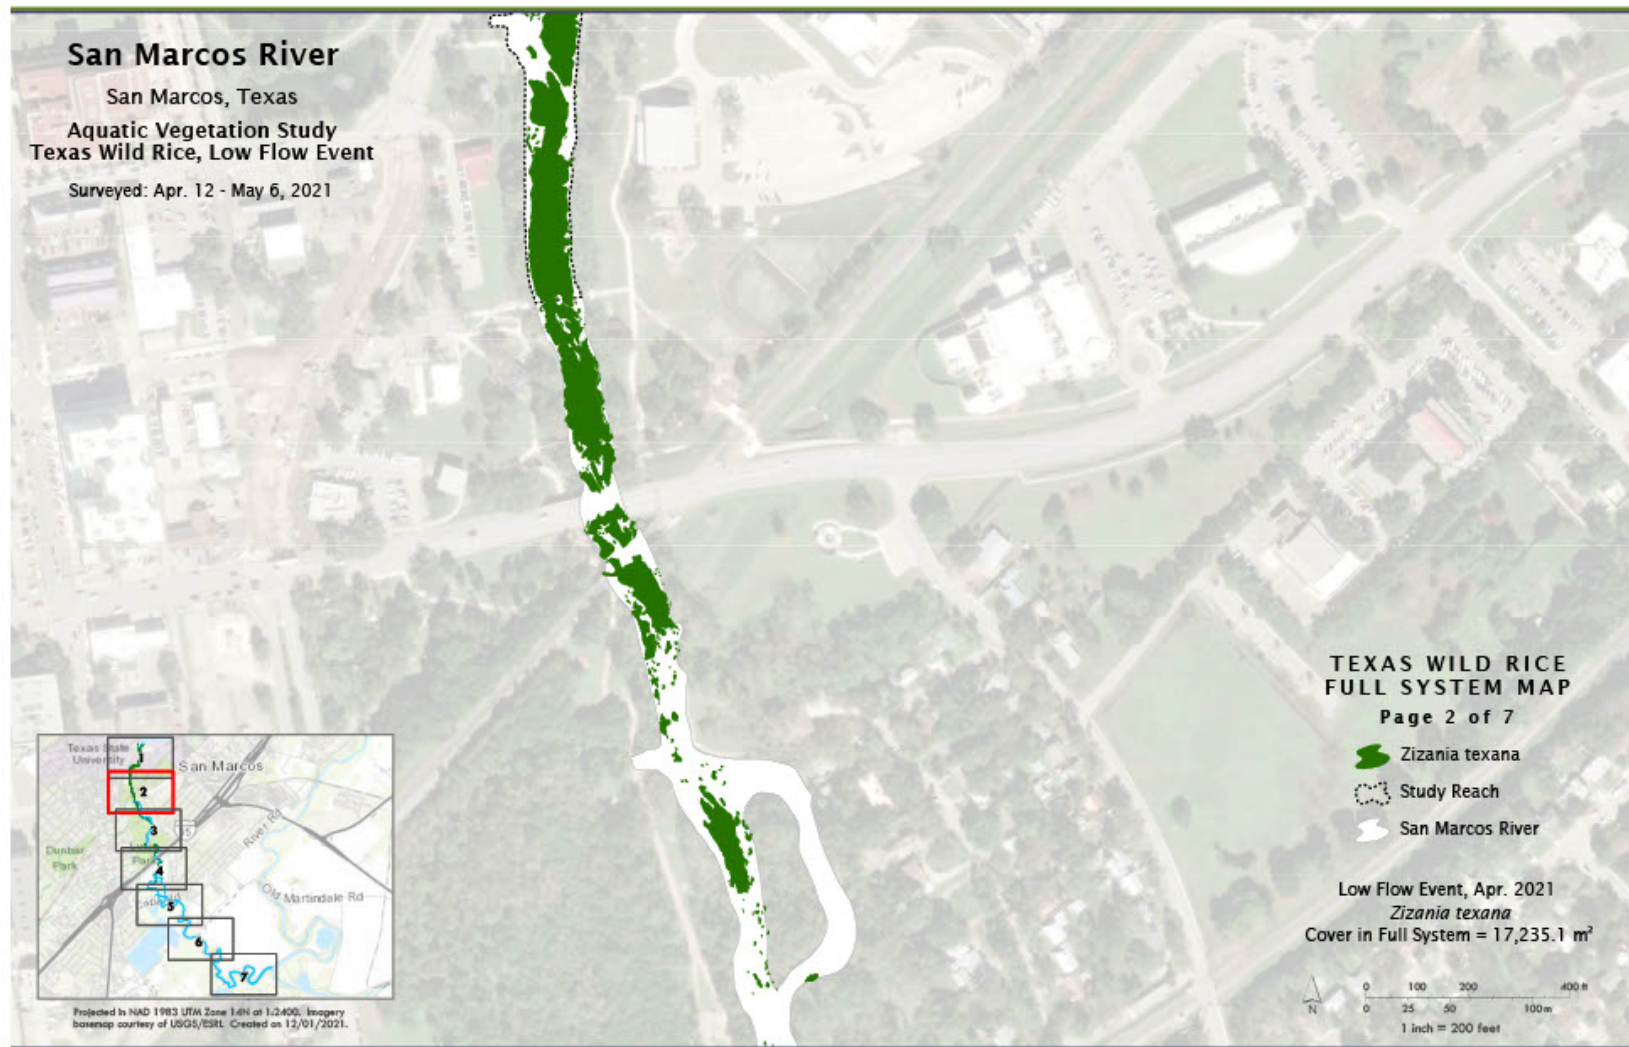 San Marcos River
San Marcos, Texas
Aquatic Vegetation Study
Texas Wild Rice, Low Flow Event
Surveyed: Apr. 12 - May 6, 2021
TEXAS WILD RICE
FULL SYSTEM MAP
Page 2 of 7
Zizania texana
Study Reach
San Marcos River
Low Flow Event, Apr. 2021
Zizania texana
Cover in Full System = 17,235.1 m²
0 100 200 400 ft
0 25 50 100m
N
1 inch = 200 feet
Texas State
University
San Marcos
1
2
3
River Rd
Dunbar
Park
4
Old Martindale Rd
5
6
7
Projected in NAD 1983 UTM Zone 14N at 1:2400. Imagery
basemap courtesy of USGS/ESRI. Created on 12/01/2021.